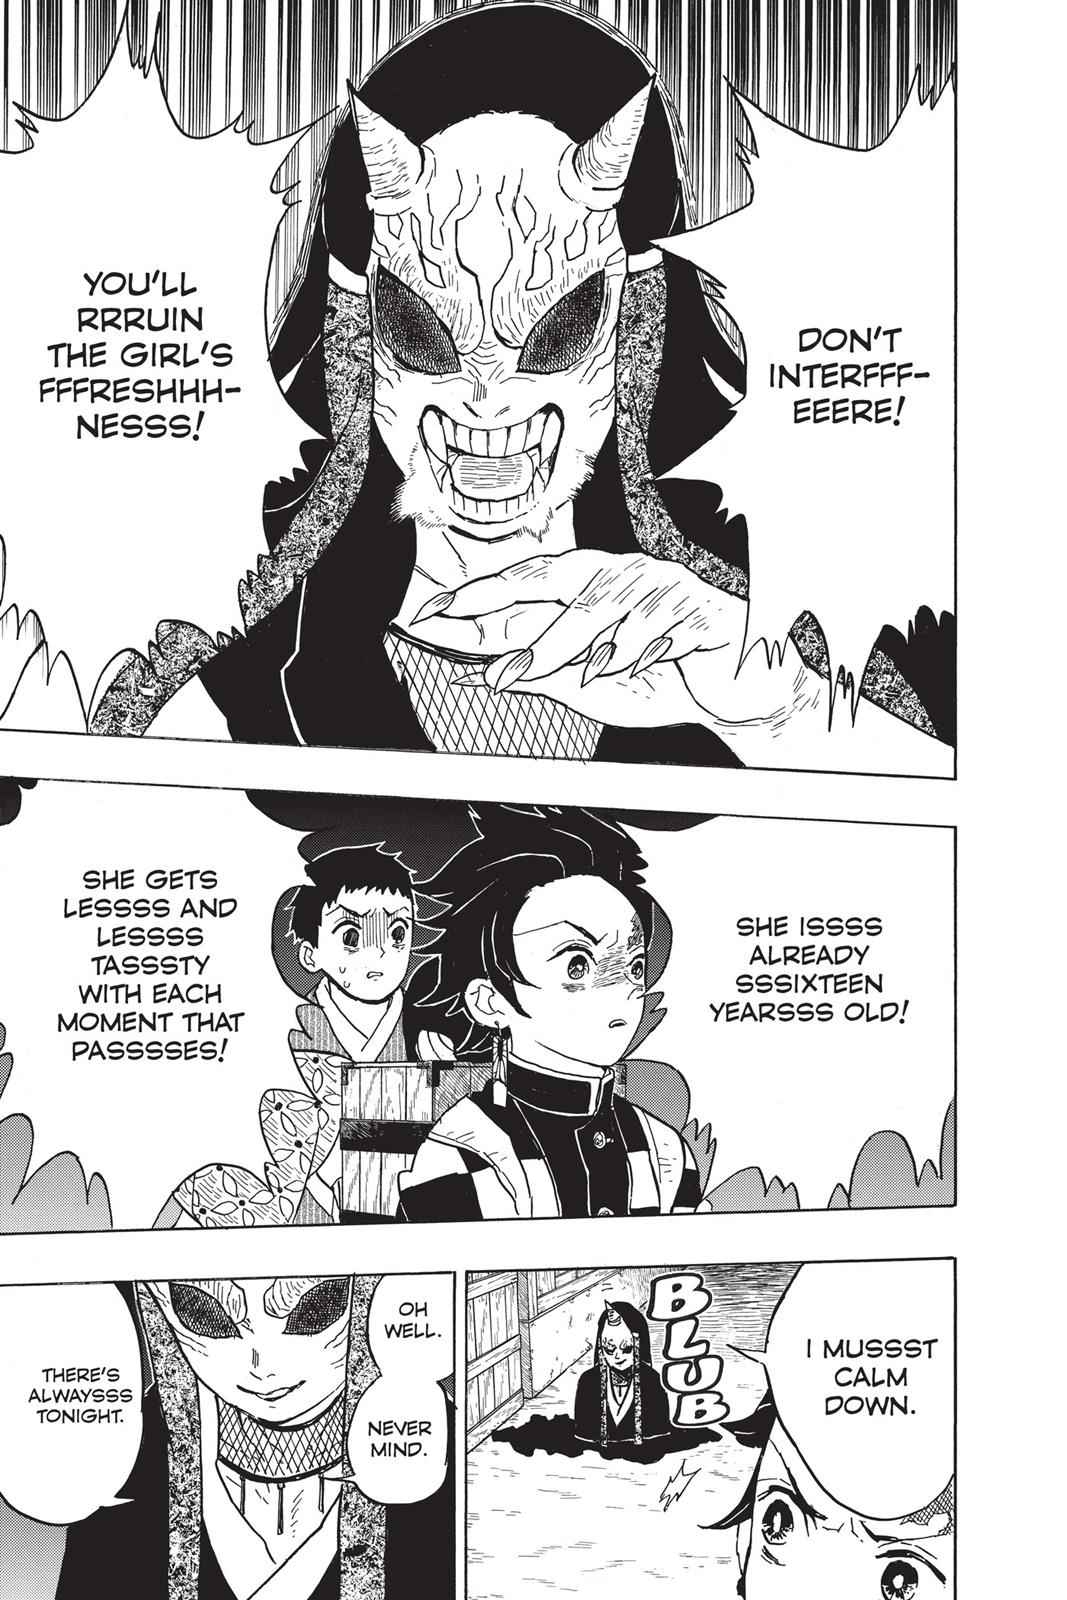 DON'T
INTERFFF-
EEERE!
YOU'LL
RRRUIN
THE GIRL'S
FFFRESHHH-
NESSS!
SHE ISSSS
ALREADY
SSSIXTEEN
YEARSSS OLD!
SHE GETS
LESSSS AND
LESSSS
TASSSTY
WITH EACH
MOMENT THAT
PASSSSES!
I MUSSST
CALM
DOWN.
BLUB
OH
WELL.
NEVER
MIND.
THERE'S
ALWAYSSS
TONIGHT.